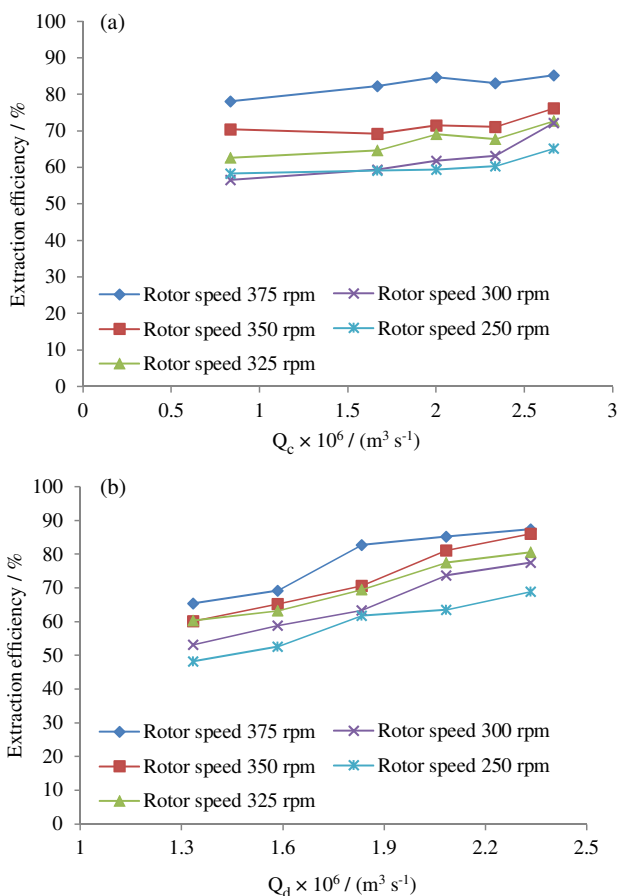 (a)
100
90
80
70
60
50
40
30
20
10
0
Extraction efficiency / %
Rotor speed 375 rpm
Rotor speed 300 rpm
Rotor speed 350 rpm
Rotor speed 250 rpm
Rotor speed 325 rpm
0 0.5 1 1.5 2 2.5 3
Q_c × 10⁶ / (m³ s⁻¹)
(b)
100
90
80
70
60
50
40
30
20
10
0
Extraction efficiency / %
Rotor speed 375 rpm
Rotor speed 300 rpm
Rotor speed 350 rpm
Rotor speed 250 rpm
Rotor speed 325 rpm
1 1.3 1.6 1.9 2.2 2.5
Q_d × 10⁶ / (m³ s⁻¹)